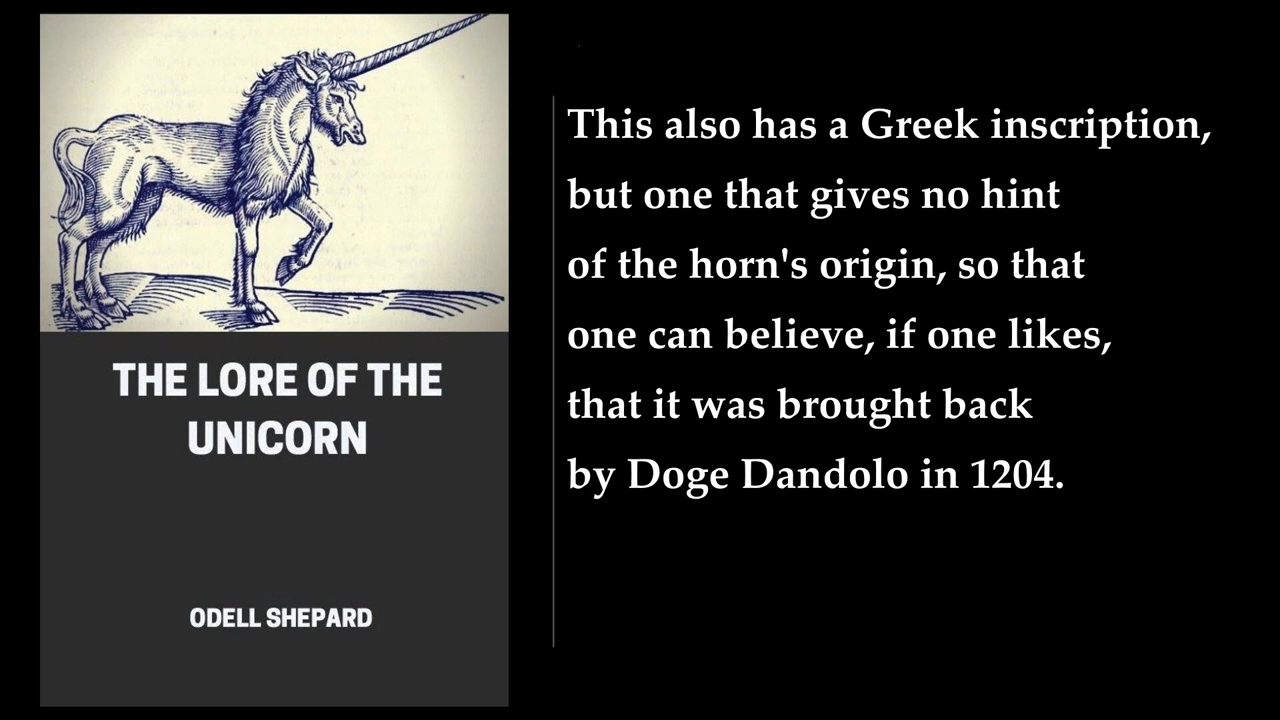 THE LORE OF THE
UNICORN
ODELL SHEPARD
This also has a Greek inscription,
but one that gives no hint
of the horn's origin, so that
one can believe, if one likes,
that it was brought back
by Doge Dandolo in 1204.